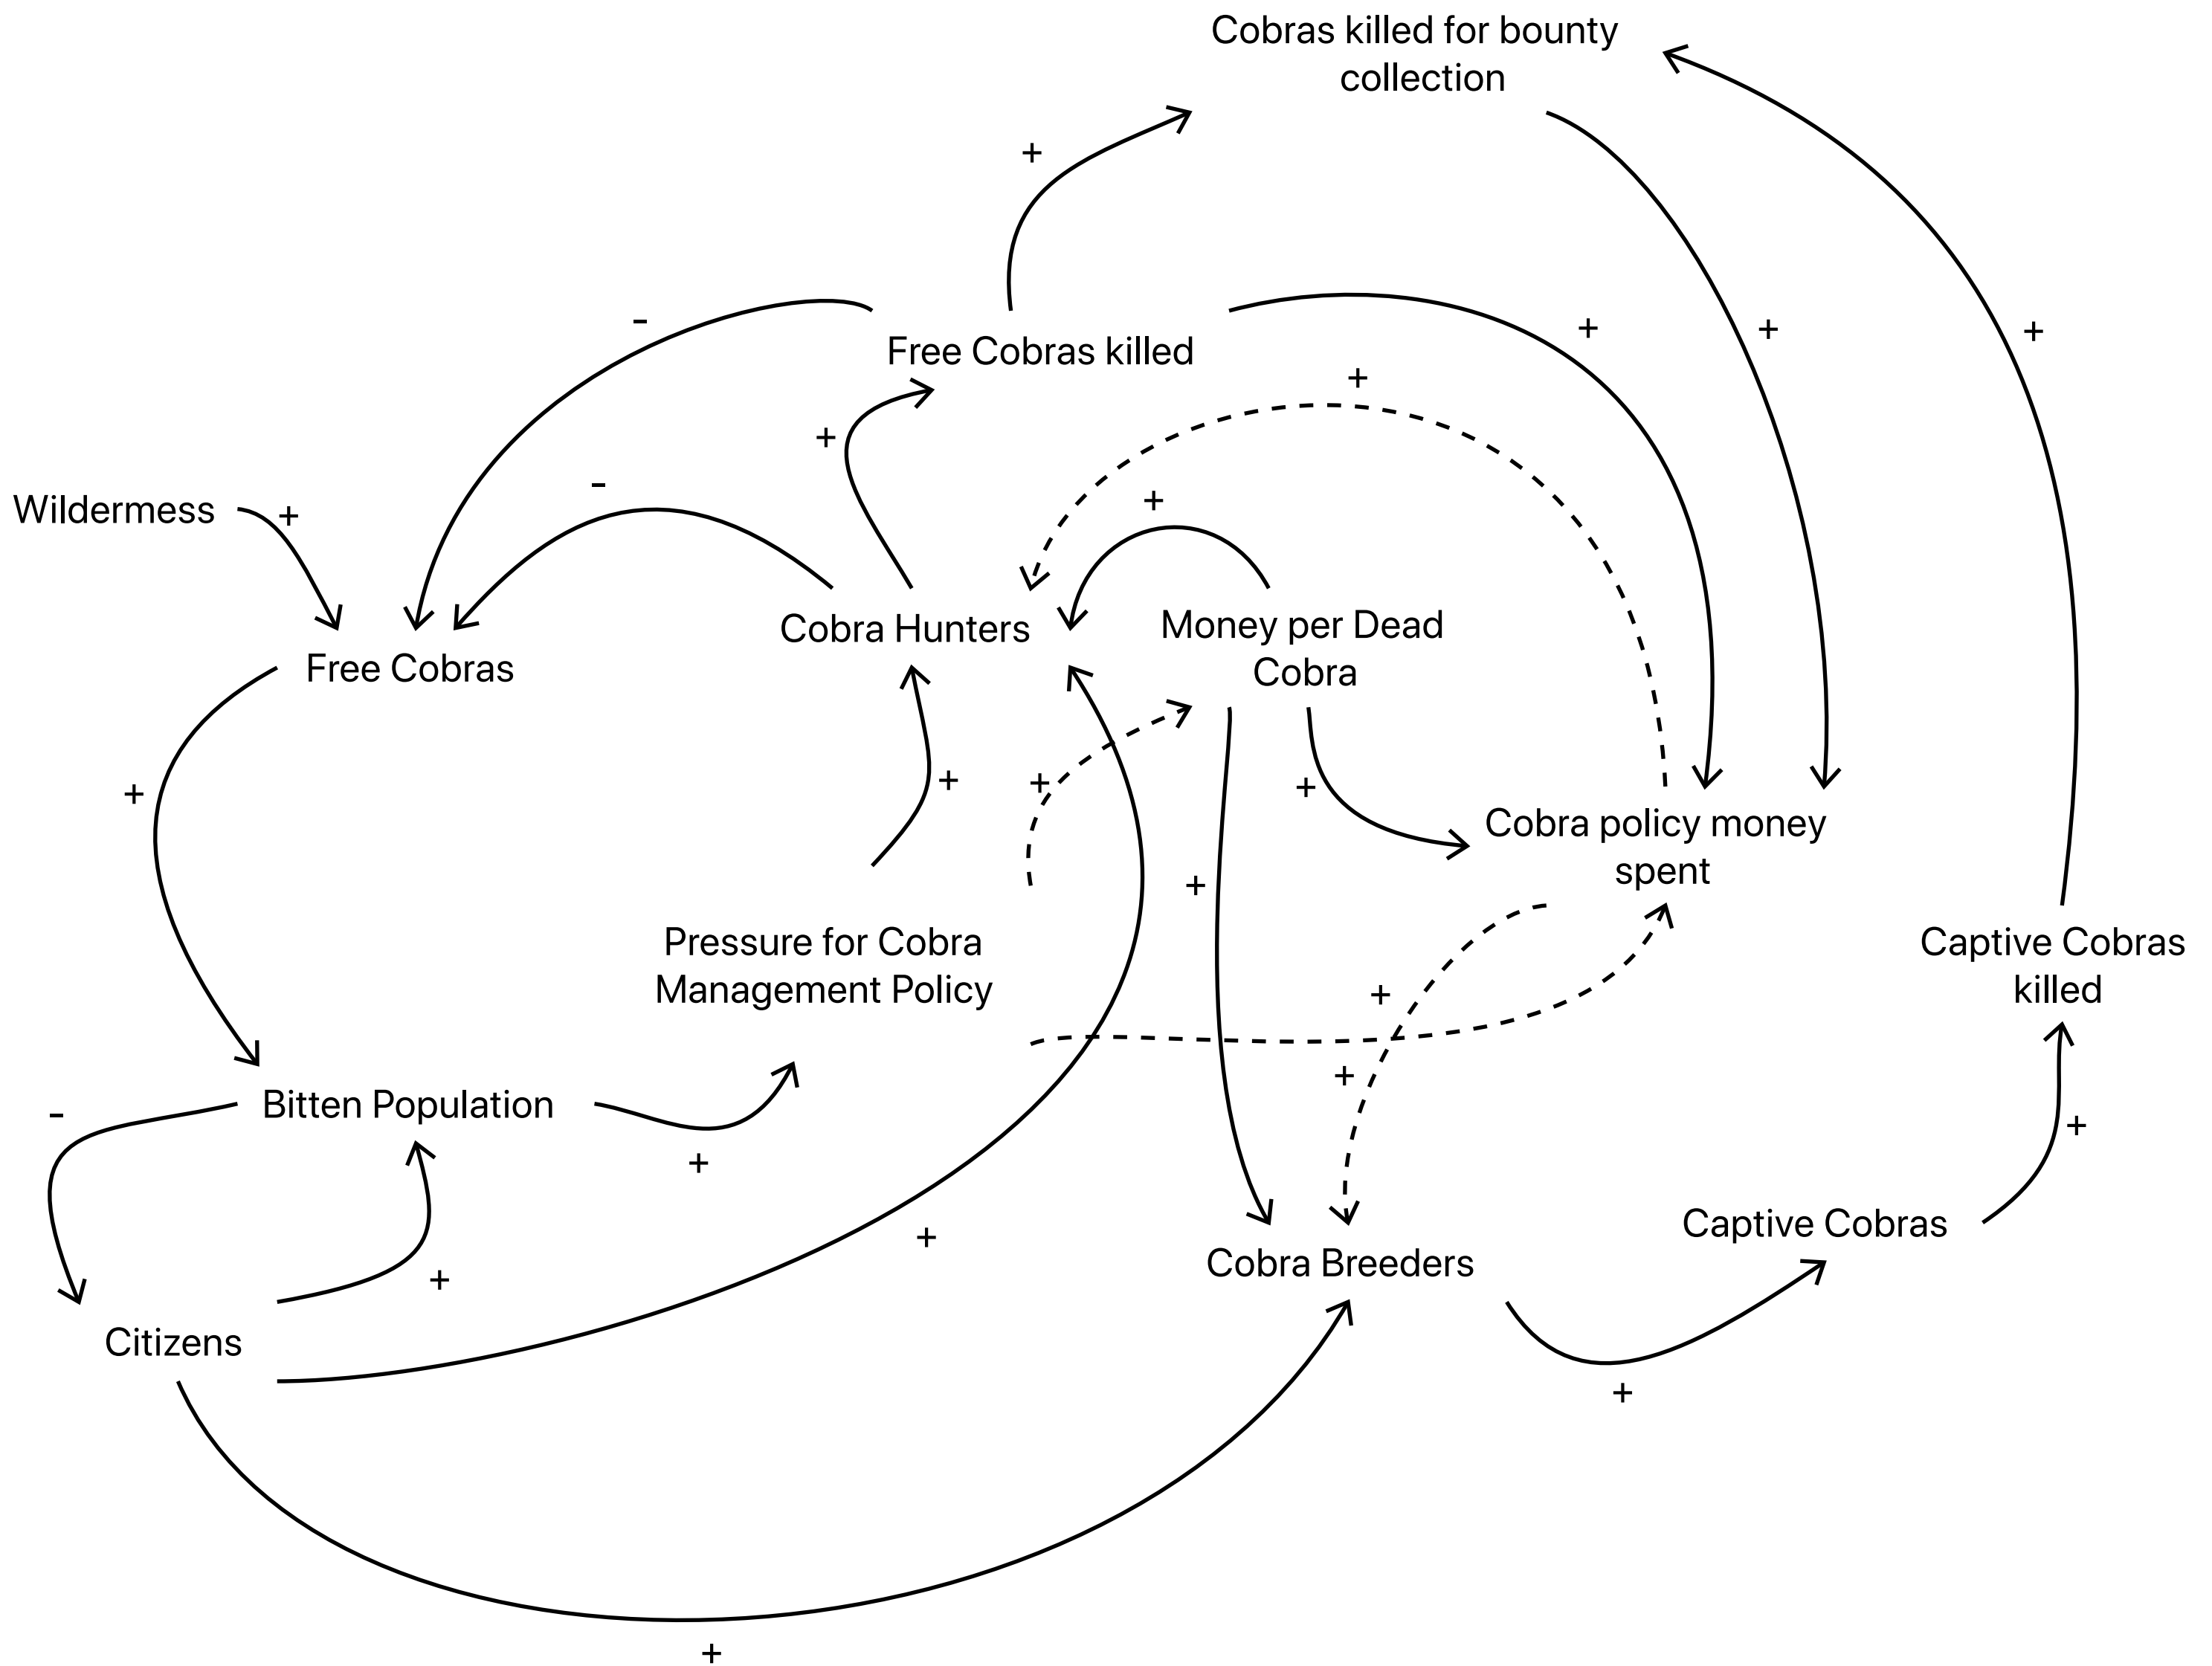 Cobras killed for bounty
collection
+
-
+
+
+
Free Cobras killed
+
+
-
+
Wildermess
+
Cobra Hunters
Money per Dead
Cobra
Free Cobras
+
+
+
+
Cobra policy money
spent
+
Pressure for Cobra
Management Policy
Captive Cobras
killed
+
+
Bitten Population
-
+
+
Captive Cobras
+
Cobra Breeders
+
Citizens
+
+